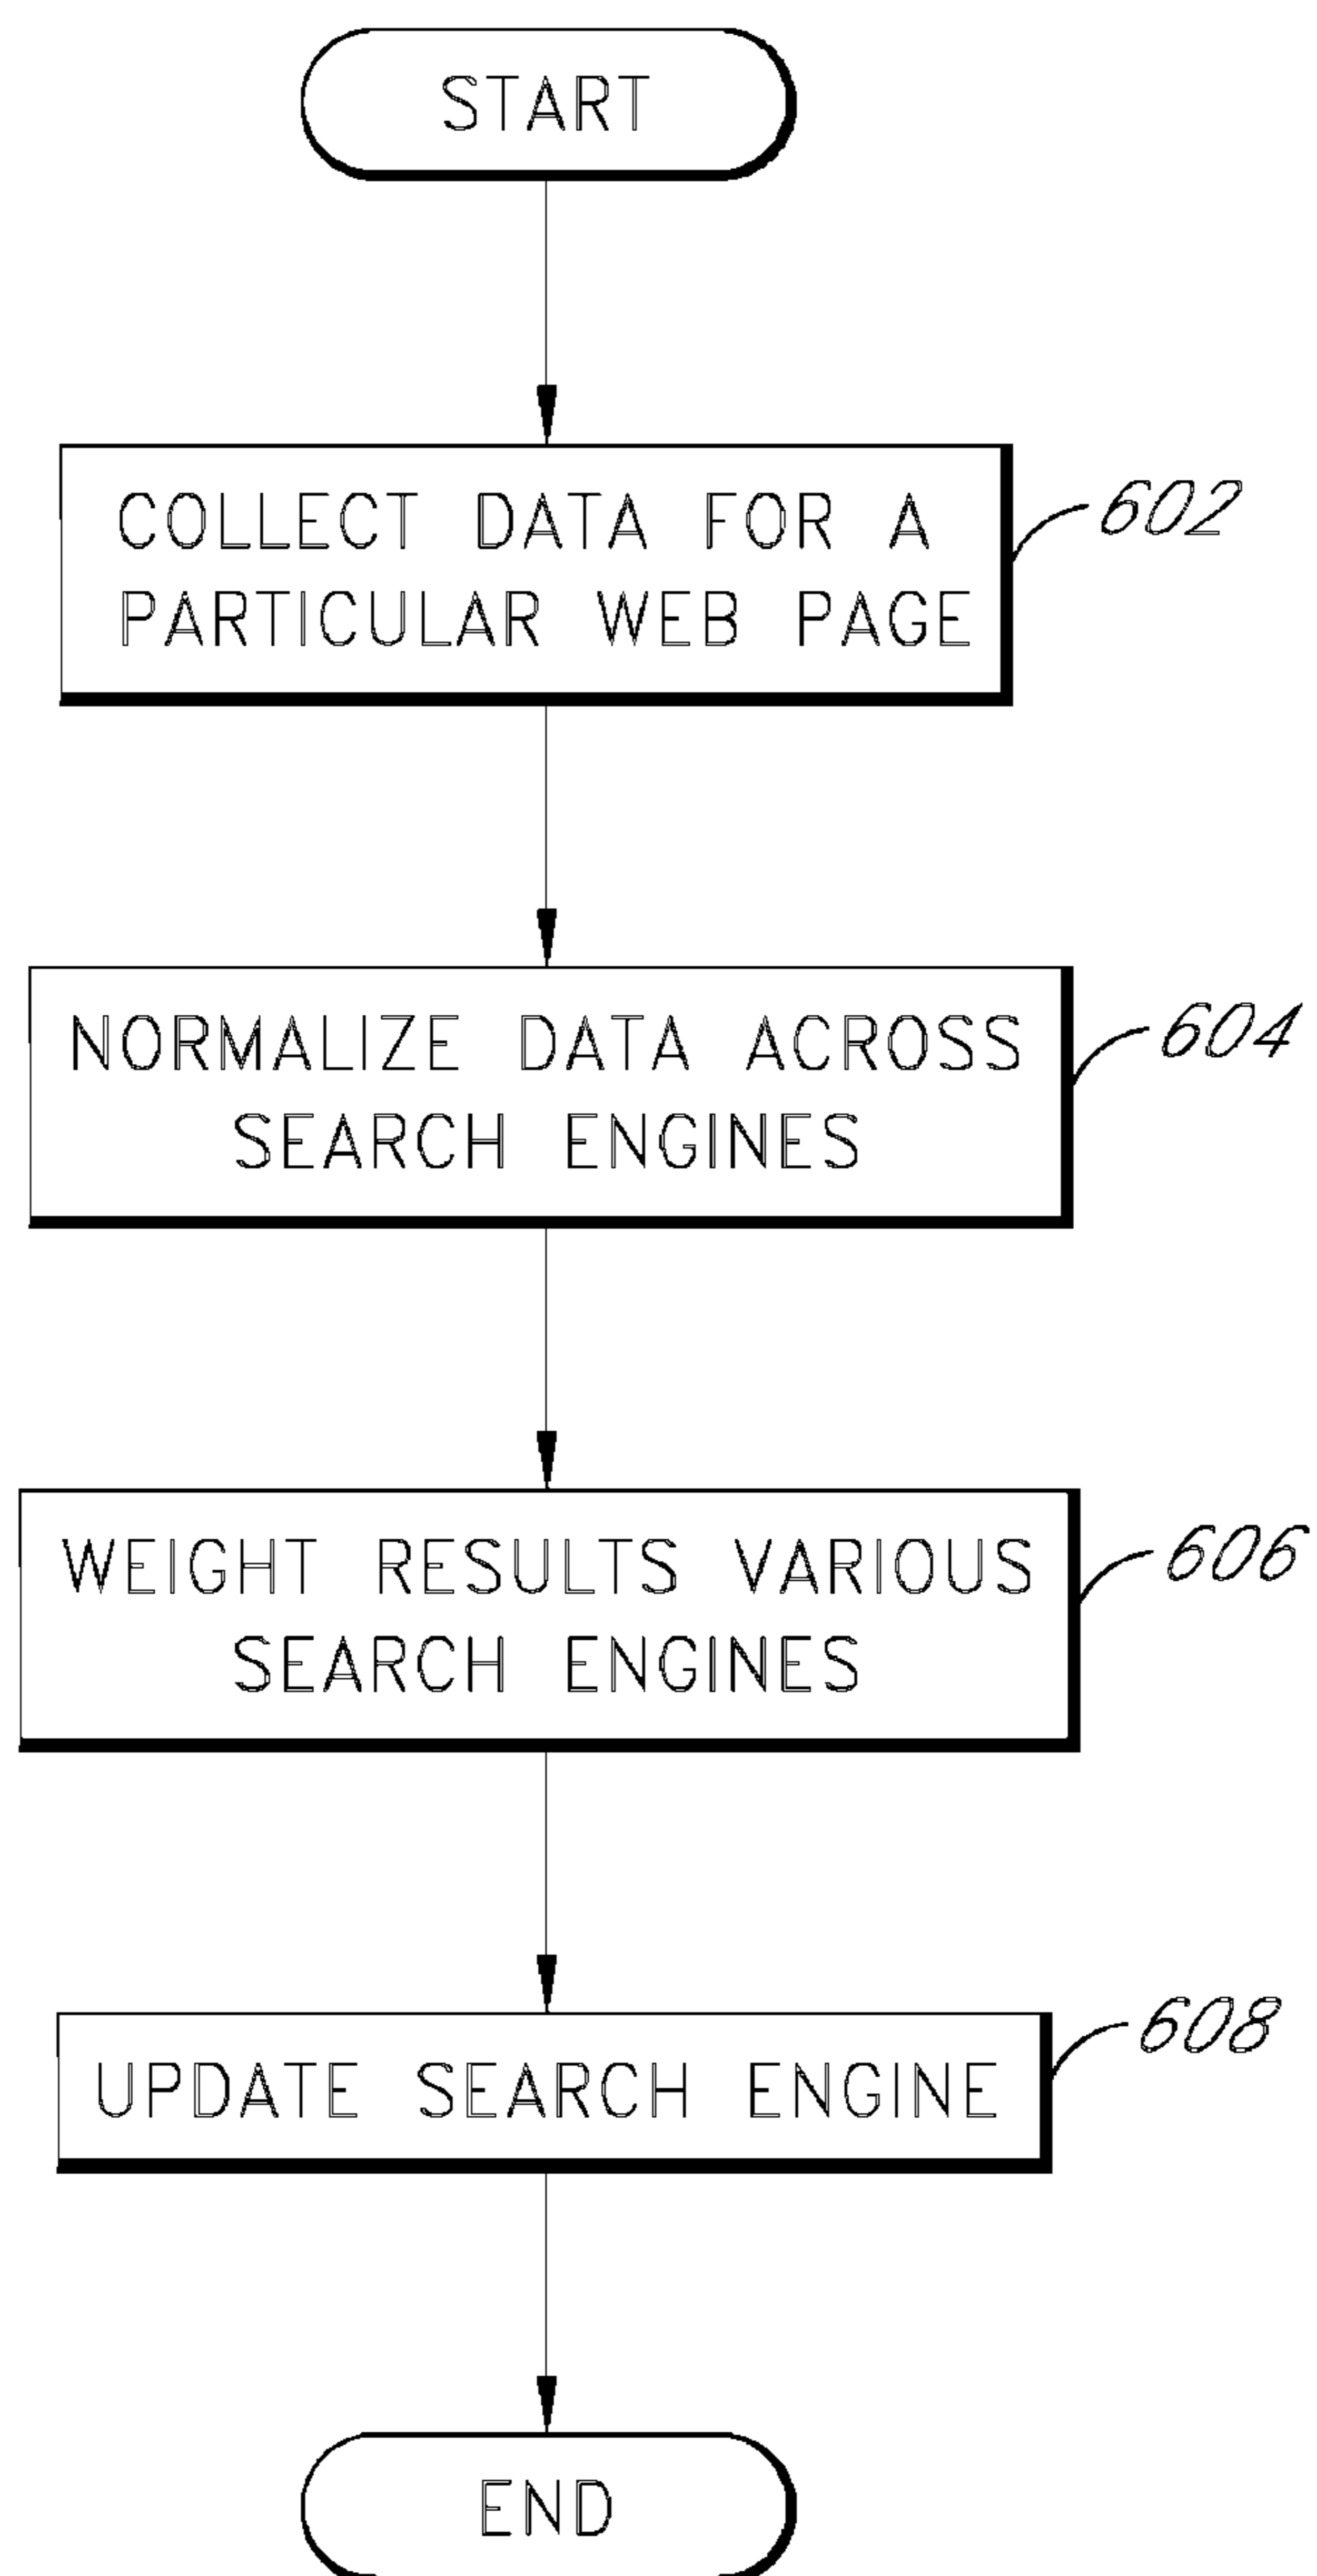 START
COLLECT DATA FOR A
PARTICULAR WEB PAGE
602
NORMALIZE DATA ACROSS
SEARCH ENGINES
604
WEIGHT RESULTS VARIOUS
SEARCH ENGINES
606
UPDATE SEARCH ENGINE
608
END